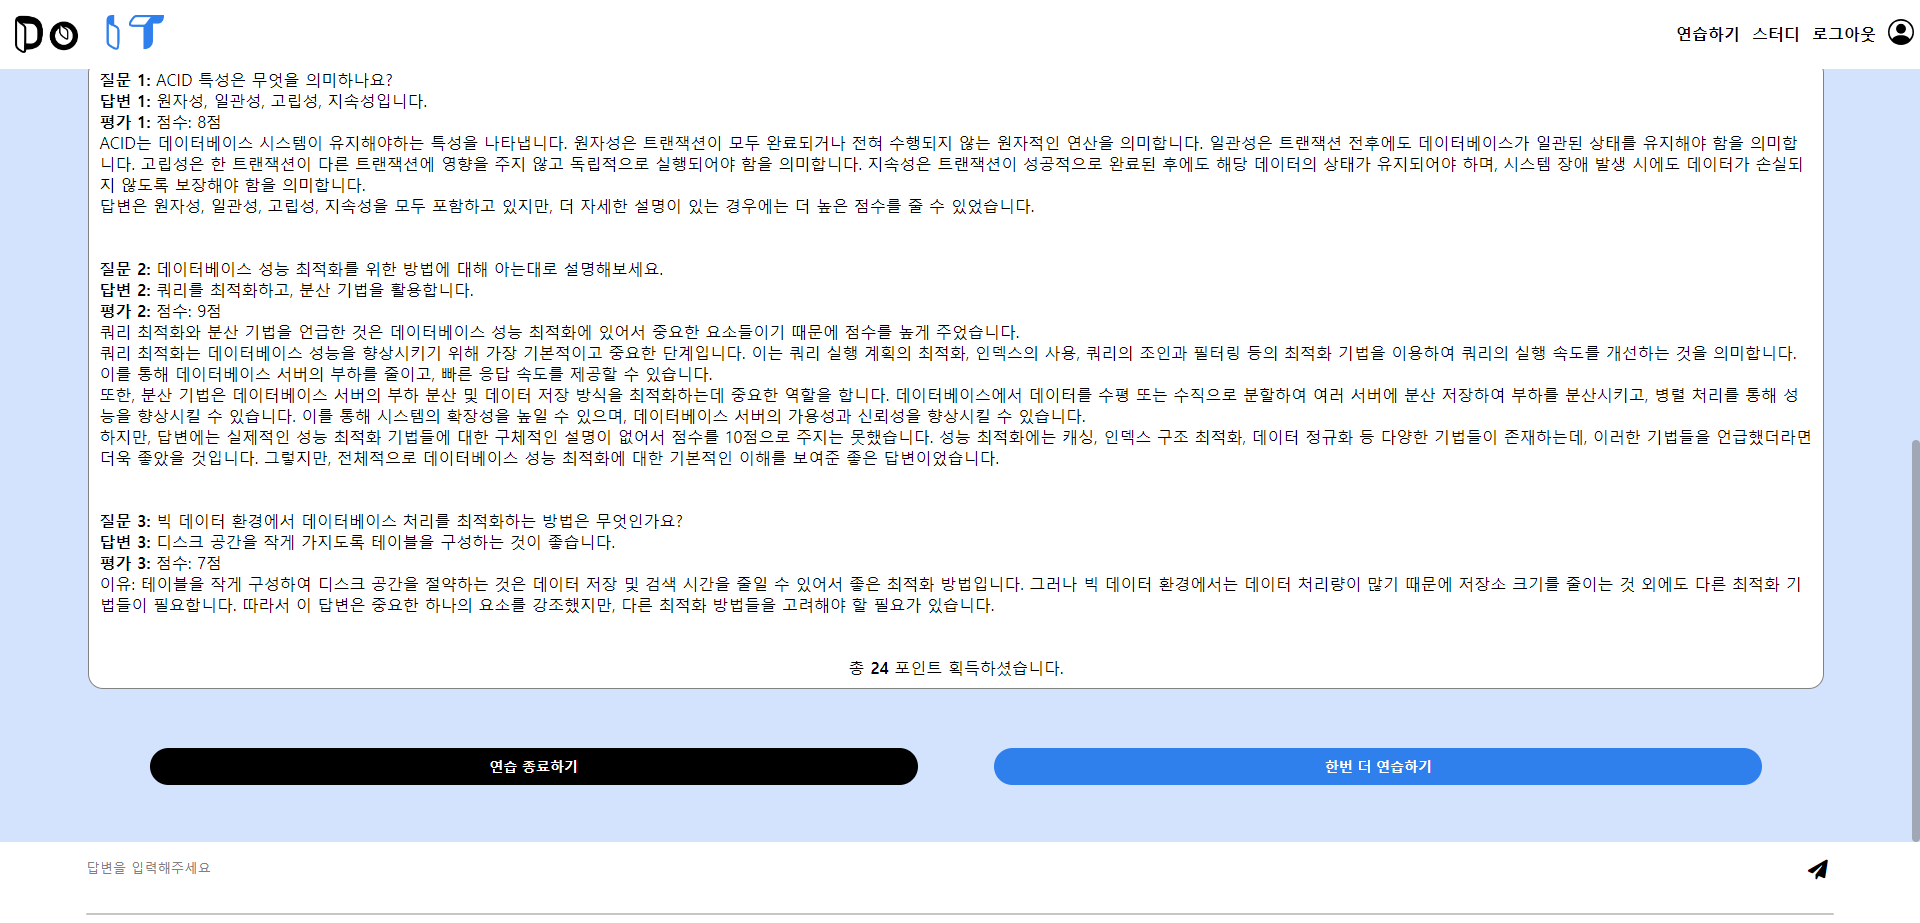 Do iT
연습하기 스터디 로그아웃
질문 1: ACID 특성은 무엇을 의미하나요?
답변 1: 원자성, 일관성, 고립성, 지속성입니다.
평가 1: 점수: 8점
ACID는 데이터베이스 시스템이 유지해야하는 특성을 나타냅니다. 원자성은 트랜잭션이 모두 완료되거나 전혀 수행되지 않는 원자적인 연산을 의미합니다. 일관성은 트랜잭션 전후에도 데이터베이스가 일관된 상태를 유지해야 함을 의미합
니다. 고립성은 한 트랜잭션이 다른 트랜잭션에 영향을 주지 않고 독립적으로 실행되어야 함을 의미합니다. 지속성은 트랜잭션이 성공적으로 완료된 후에도 해당 데이터의 상태가 유지되어야 하며, 시스템 장애 발생 시에도 데이터가 손실되
지 않도록 보장해야 함을 의미합니다.
답변은 원자성, 일관성, 고립성, 지속성을 모두 포함하고 있지만, 더 자세한 설명이 있는 경우에는 더 높은 점수를 줄 수 있었습니다.
질문 2: 데이터베이스 성능 최적화를 위한 방법에 대해 아는대로 설명해보세요.
답변 2: 쿼리를 최적화하고, 분산 기법을 활용합니다.
평가 2: 점수: 9점
쿼리 최적화와 분산 기법을 언급한 것은 데이터베이스 성능 최적화에 있어서 중요한 요소들이기 때문에 점수를 높게 주었습니다.
쿼리 최적화는 데이터베이스 성능을 향상시키기 위해 가장 기본적이고 중요한 단계입니다. 이는 쿼리 실행 계획의 최적화, 인덱스의 사용, 쿼리의 조인과 필터링 등의 최적화 기법을 이용하여 쿼리의 실행 속도를 개선하는 것을 의미합니다.
이를 통해 데이터베이스 서버의 부하를 줄이고, 빠른 응답 속도를 제공할 수 있습니다.
또한, 분산 기법은 데이터베이스 서버의 부하 분산 및 데이터 저장 방식을 최적화하는데 중요한 역할을 합니다. 데이터베이스에서 데이터를 수평 또는 수직으로 분할하여 여러 서버에 분산 저장하여 부하를 분산시키고, 병렬 처리를 통해 성
능을 향상시킬 수 있습니다. 이를 통해 시스템의 확장성을 높일 수 있으며, 데이터베이스 서버의 가용성과 신뢰성을 향상시킬 수 있습니다.
하지만, 답변에는 실제적인 성능 최적화 기법들에 대한 구체적인 설명이 없어서 점수를 10점으로 주지는 못했습니다. 성능 최적화에는 캐싱, 인덱스 구조 최적화, 데이터 정규화 등 다양한 기법들이 존재하는데, 이러한 기법들을 언급했더라면
더욱 좋았을 것입니다. 그렇지만, 전체적으로 데이터베이스 성능 최적화에 대한 기본적인 이해를 보여준 좋은 답변이었습니다.
질문 3: 빅 데이터 환경에서 데이터베이스 처리를 최적화하는 방법은 무엇인가요?
답변 3: 디스크 공간을 작게 가지도록 테이블을 구성하는 것이 좋습니다.
평가 3: 점수: 7점
이유: 테이블을 작게 구성하여 디스크 공간을 절약하는 것은 데이터 저장 및 검색 시간을 줄일 수 있어서 좋은 최적화 방법입니다. 그러나 빅 데이터 환경에서는 데이터 처리량이 많기 때문에 저장소 크기를 줄이는 것 외에도 다른 최적화 기
법들이 필요합니다. 따라서 이 답변은 중요한 하나의 요소를 강조했지만, 다른 최적화 방법들을 고려해야 할 필요가 있습니다.
총 24 포인트 획득하셨습니다.
연습 종료하기
한번 더 연습하기
답변을 입력해주세요